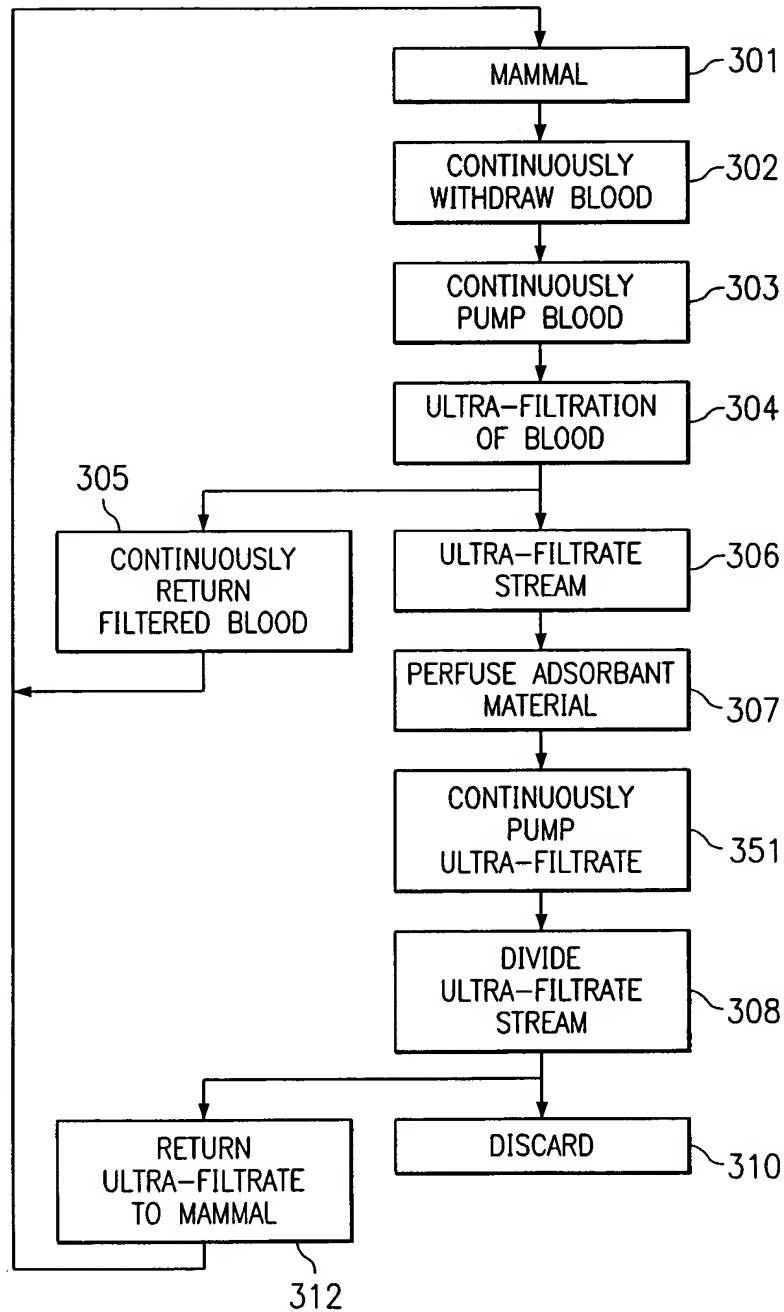 MAMMAL
301
CONTINUOUSLY
WITHDRAW BLOOD
302
CONTINUOUSLY
PUMP BLOOD
303
ULTRA-FILTRATION
OF BLOOD
304
305
CONTINUOUSLY
RETURN
FILTERED BLOOD
ULTRA-FILTRATE
STREAM
306
PERFUSE ADSORBANT
MATERIAL
307
CONTINUOUSLY
PUMP
ULTRA-FILTRATE
351
DIVIDE
ULTRA-FILTRATE
STREAM
308
RETURN
ULTRA-FILTRATE
TO MAMMAL
312
DISCARD
310